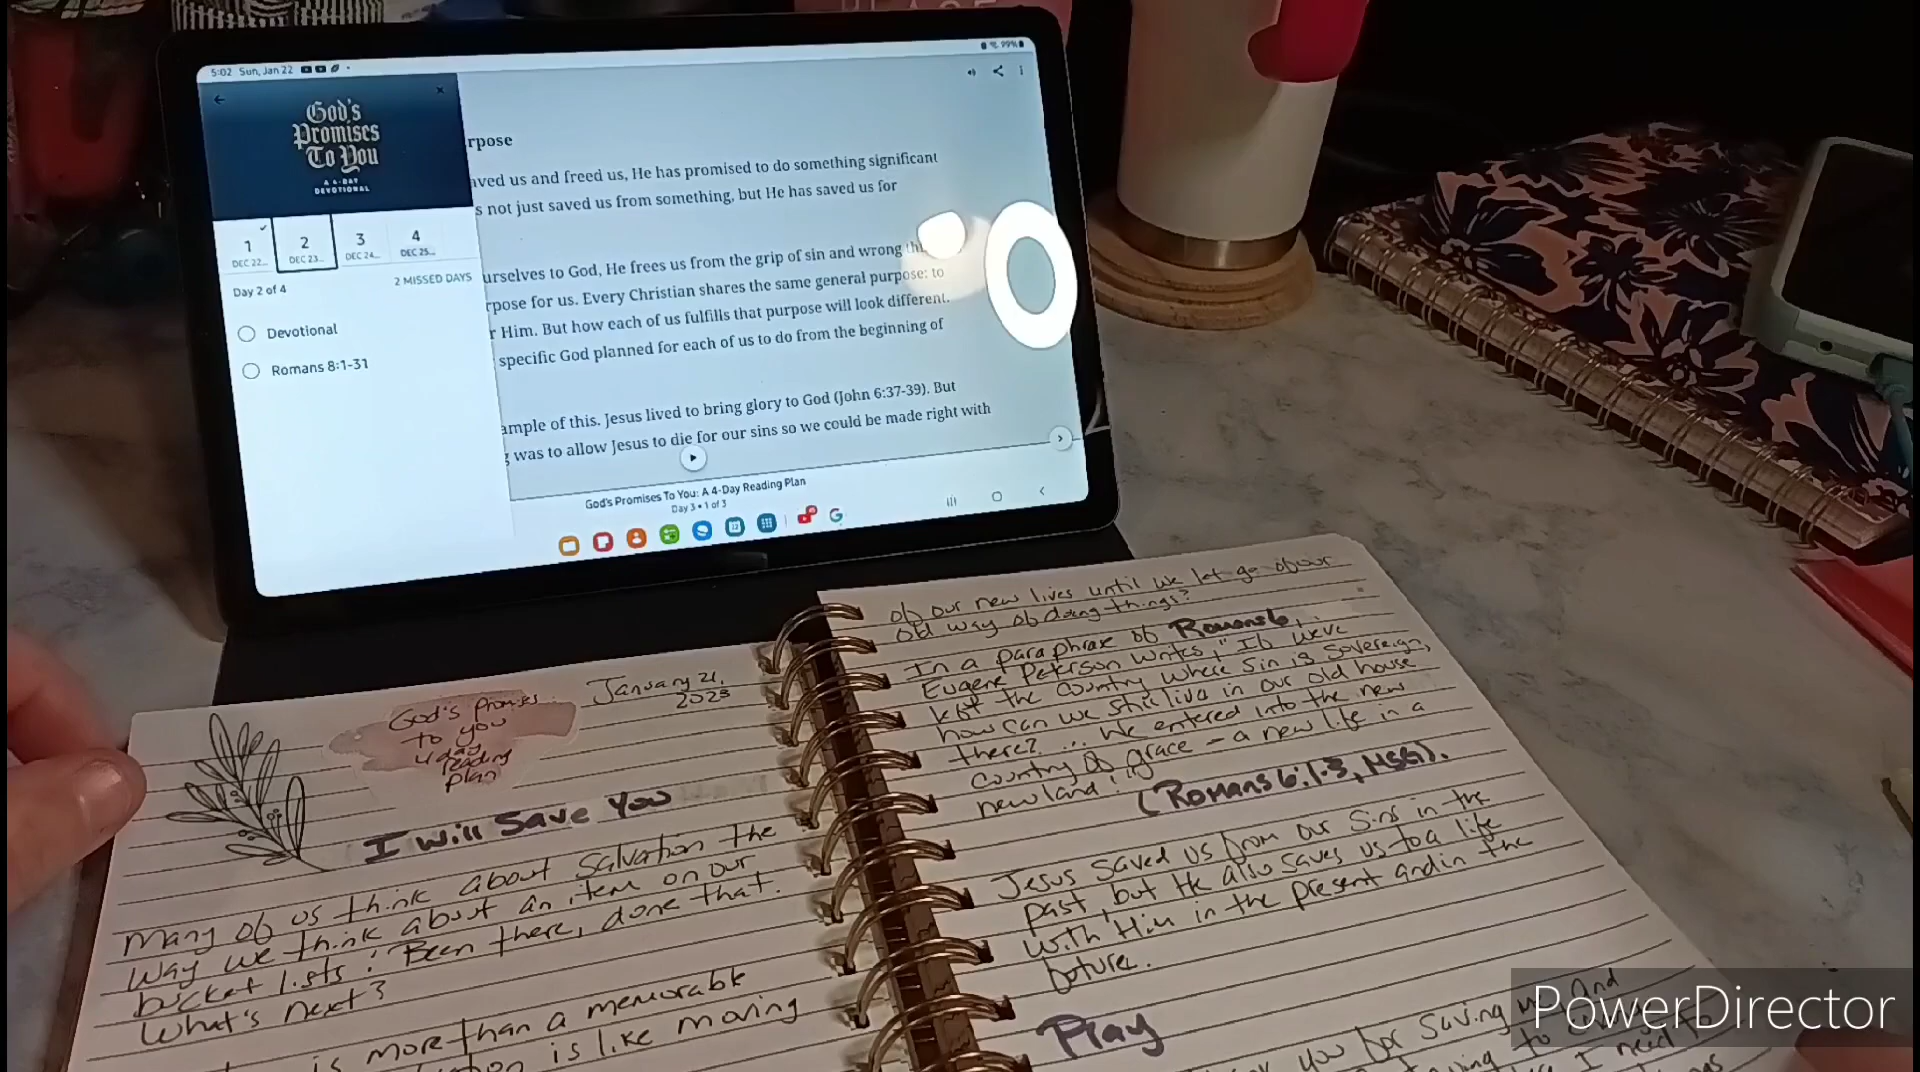 5:02 Sun, Jan 22
99%
God's
Promises
To You
A 4-DAY
DEVOTIONAL
1 2 3 4
DEC 22... DEC 23... DEC 24... DEC 25...
Day 2 of 4 2 MISSED DAYS
Devotional
Romans 8:1-31
rpose
aved us and freed us, He has promised to do something significant
s not just saved us from something, but He has saved us for
urselves to God, He frees us from the grip of sin and wrong
rpose for us. Every Christian shares the same general purpose: to
r Him. But how each of us fulfills that purpose will look different.
specific God planned for each of us to do from the beginning of
ample of this. Jesus lived to bring glory to God (John 6:37-39). But
g was to allow Jesus to die for our sins so we could be made right with
God's Promises To You: A 4-Day Reading Plan
Day 3 • 1 of 3
January 21,
2023
God's Promises
to you
4 day
reading
plan
I will Save You
Many of us think about Salvation the
way we think about an item on our
bucket lists: Been there, done that.
What's next?
is more than a memorable
is like moving
of our new lives until we let go of our
old way of doing things?
In a paraphrase of Romans 6,
Eugene Peterson writes, "If we've
left the country where sin is sovereign,
how can we still live in our old house
there? ... We entered into the new
country of grace - a new life in a
new land!"
(Romans 6:1-3, MSG).
Jesus saved us from our sins in the
past, but He also saves us to a life
with Him in the present and in the
future.
Pray
you for saving me and
to
I need to
PowerDirector